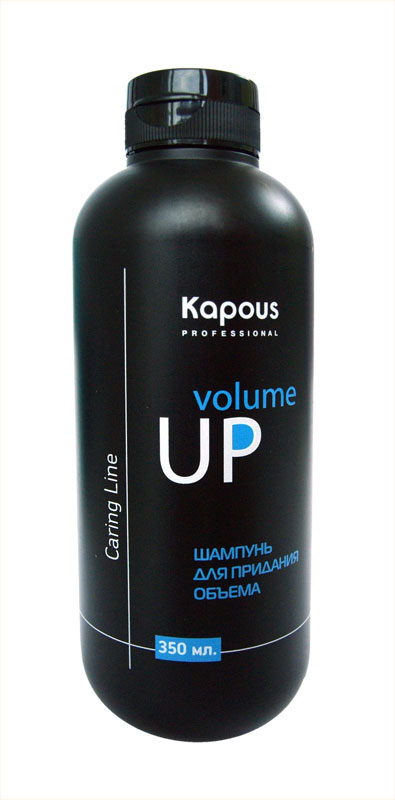 Kapous
PROFESSIONAL
volume
UP
Caring Line
ШАМПУНЬ
ДЛЯ ПРИДАНИЯ
ОБЪЕМА
350 мл.